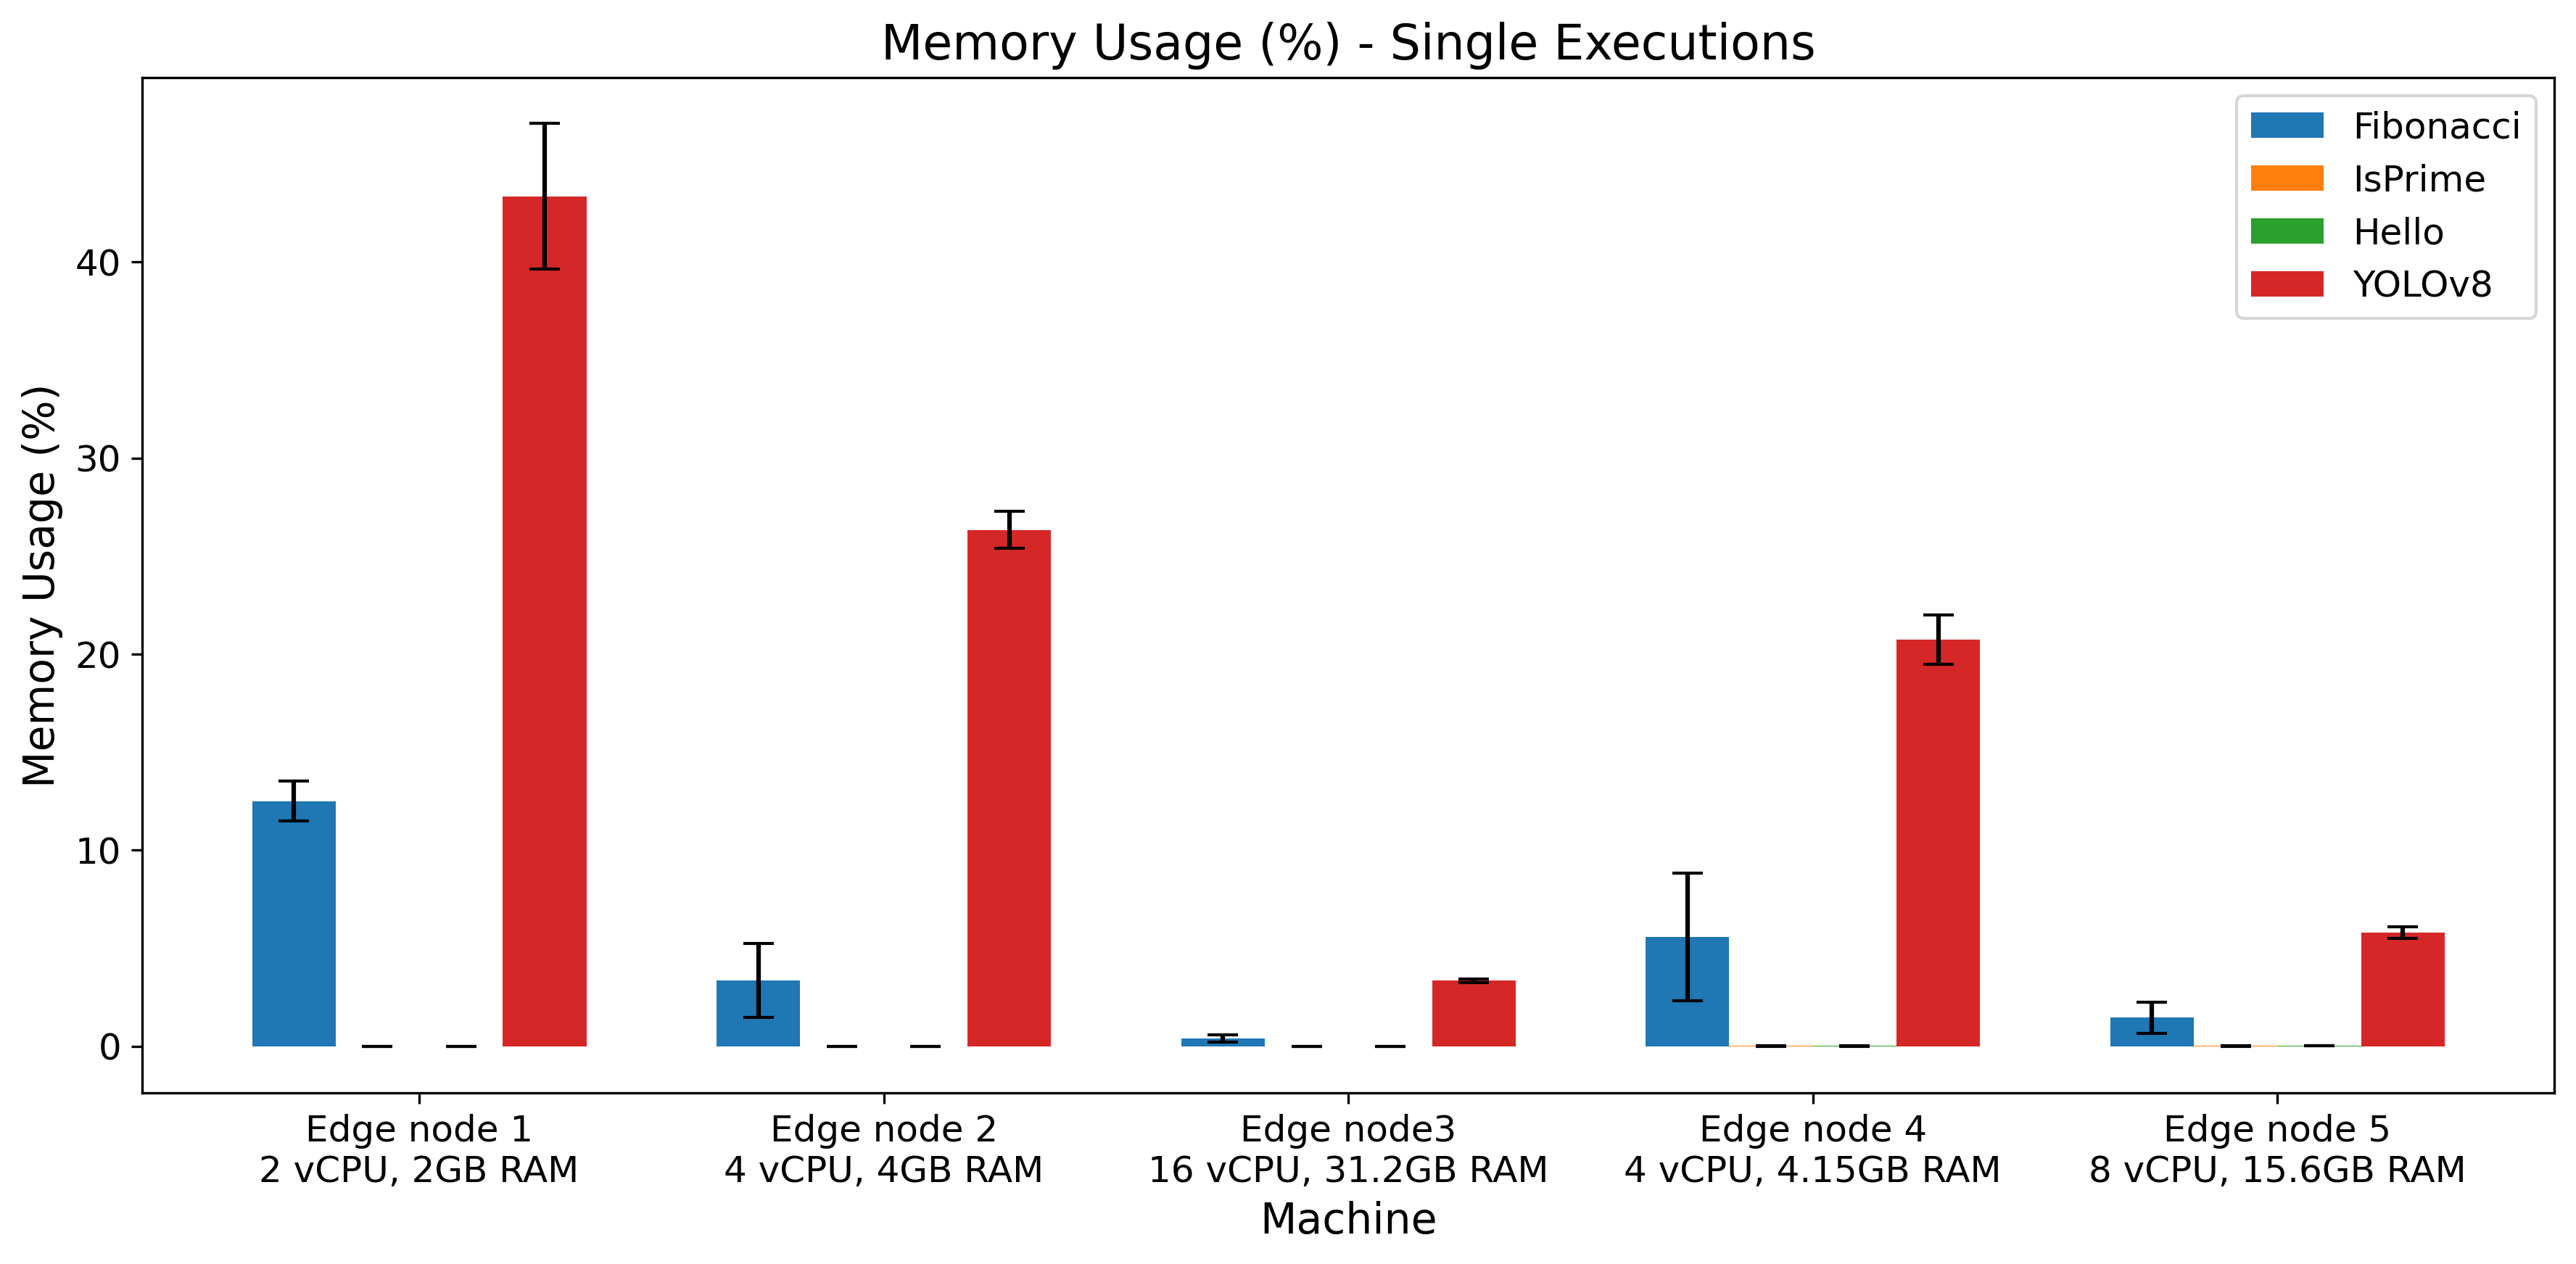 Memory Usage (%) - Single Executions
Memory Usage (%)
40
30
20
10
0
Fibonacci
IsPrime
Hello
YOLOv8
Edge node 1
2 vCPU, 2GB RAM
Edge node 2
4 vCPU, 4GB RAM
Edge node3
16 vCPU, 31.2GB RAM
Edge node 4
4 vCPU, 4.15GB RAM
Edge node 5
8 vCPU, 15.6GB RAM
Machine